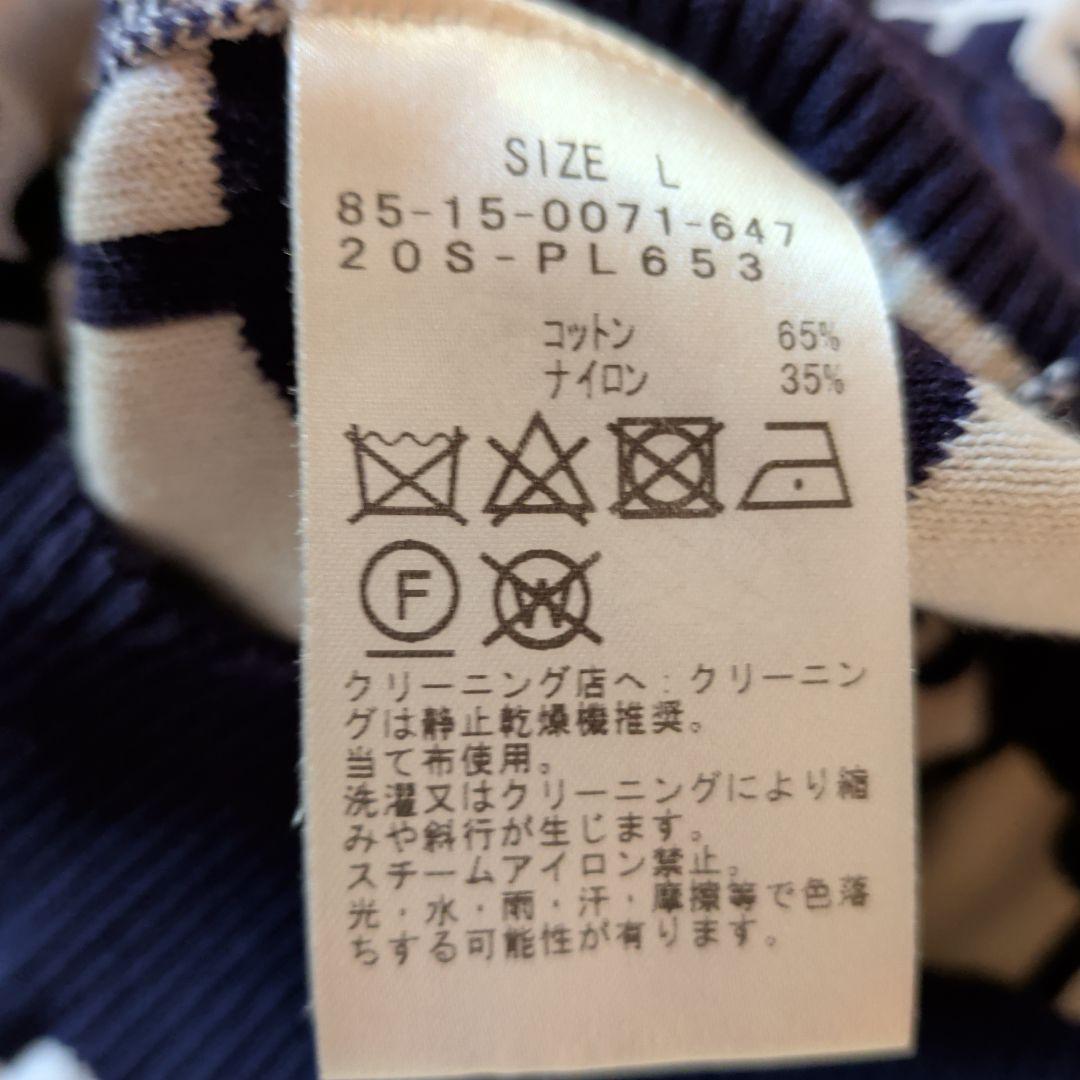 SIZE L
85-15-0071-647
20S-PL653
コットン 65%
ナイロン 35%
F
W
クリーニング店へ:クリーニン
グは静止乾燥機推奨。
当て布使用。
洗濯又はクリーニングにより縮
みや斜行が生じます。
スチームアイロン禁止。
光・水・雨・汗・摩擦等で色落
ちする可能性が有ります。